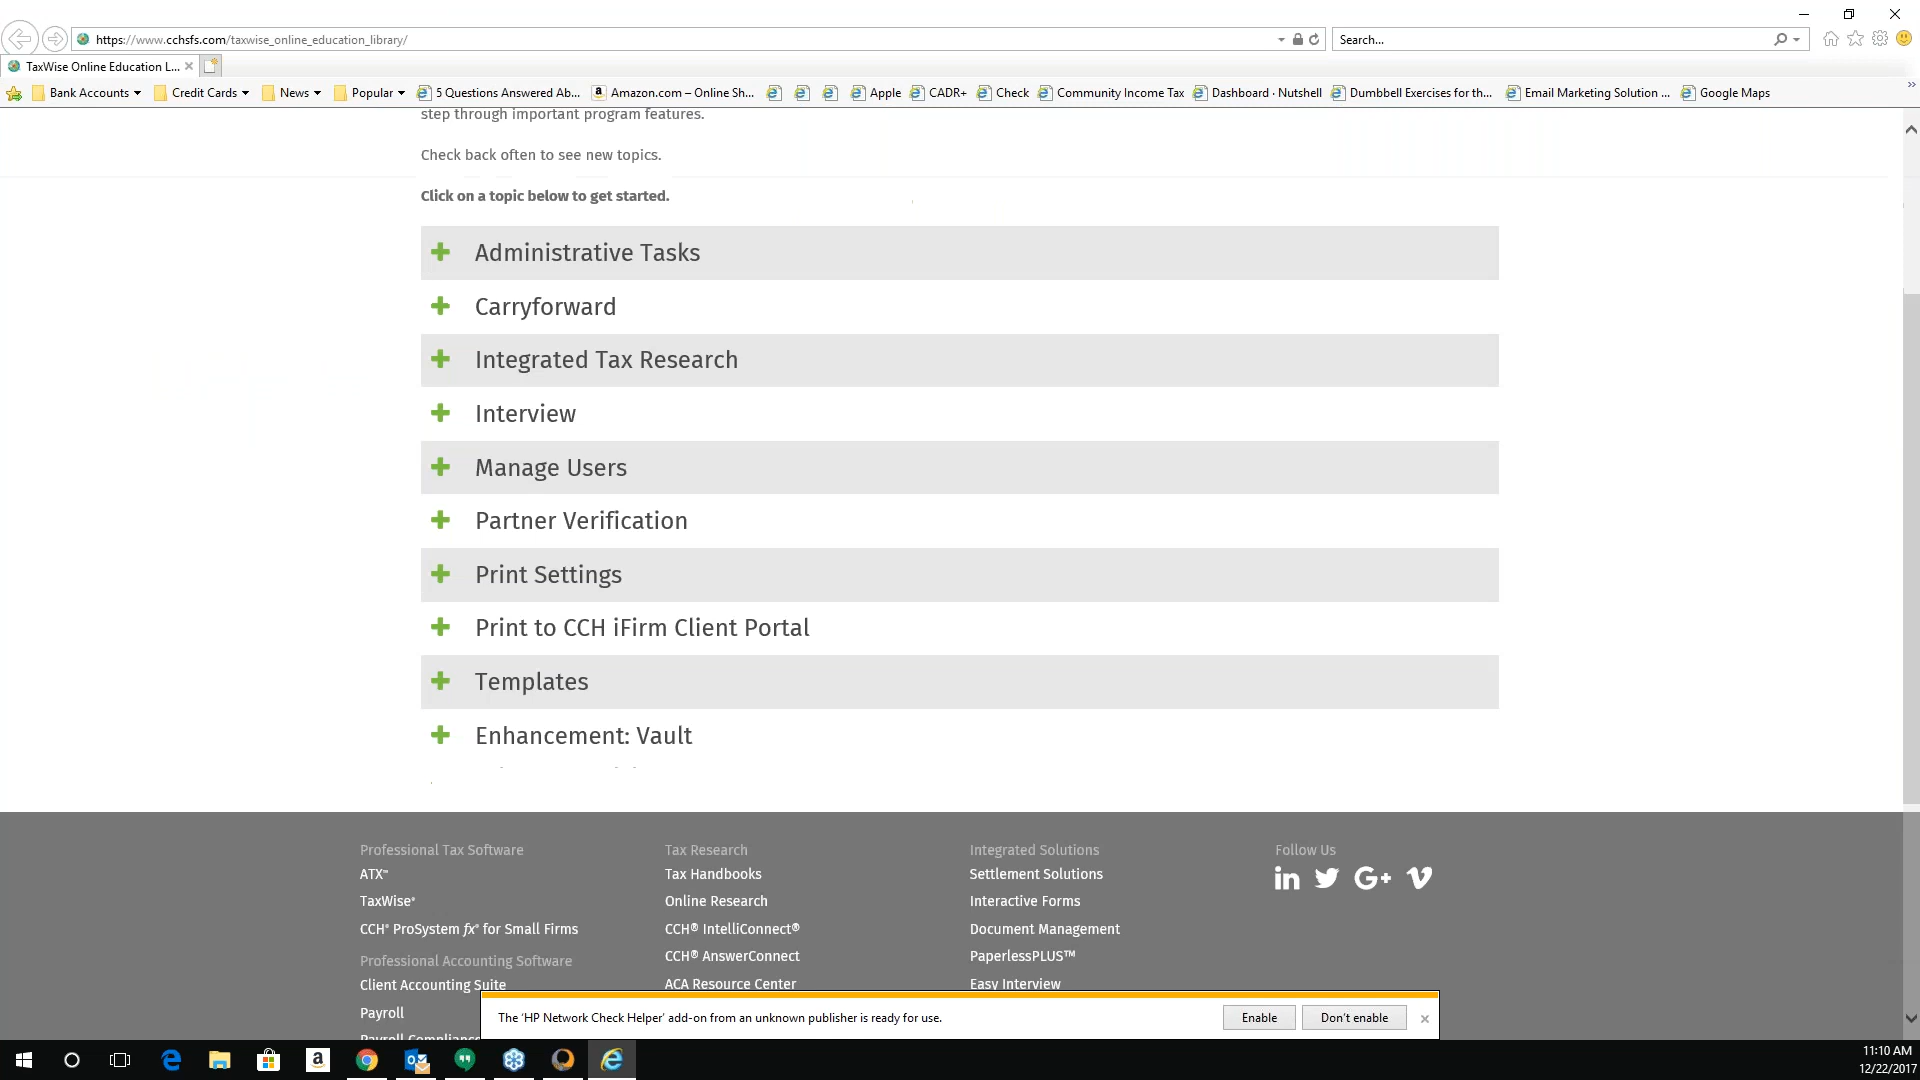 https://www.cchsfs.com/taxwise_online_education_library/
Search...
TaxWise Online Education L...
Bank Accounts
Credit Cards
News
Popular
5 Questions Answered Ab...
Amazon.com – Online Sh...
Apple
CADR+
Check
Community Income Tax
Dashboard · Nutshell
Dumbbell Exercises for th...
Email Marketing Solution ...
Google Maps
step through important program features.
Check back often to see new topics.
Click on a topic below to get started.
Administrative Tasks
Carryforward
Integrated Tax Research
Interview
Manage Users
Partner Verification
Print Settings
Print to CCH iFirm Client Portal
Templates
Enhancement: Vault
Professional Tax Software
ATX™
TaxWise®
CCH® ProSystem fx® for Small Firms
Professional Accounting Software
Client Accounting Suite
Payroll
Payroll Compliance
Tax Research
Tax Handbooks
Online Research
CCH® IntelliConnect®
CCH® AnswerConnect
ACA Resource Center
Integrated Solutions
Settlement Solutions
Interactive Forms
Document Management
PaperlessPLUS™
Easy Interview
Follow Us
in
G+
The 'HP Network Check Helper' add-on from an unknown publisher is ready for use.
Enable
Don't enable
11:10 AM
12/22/2017